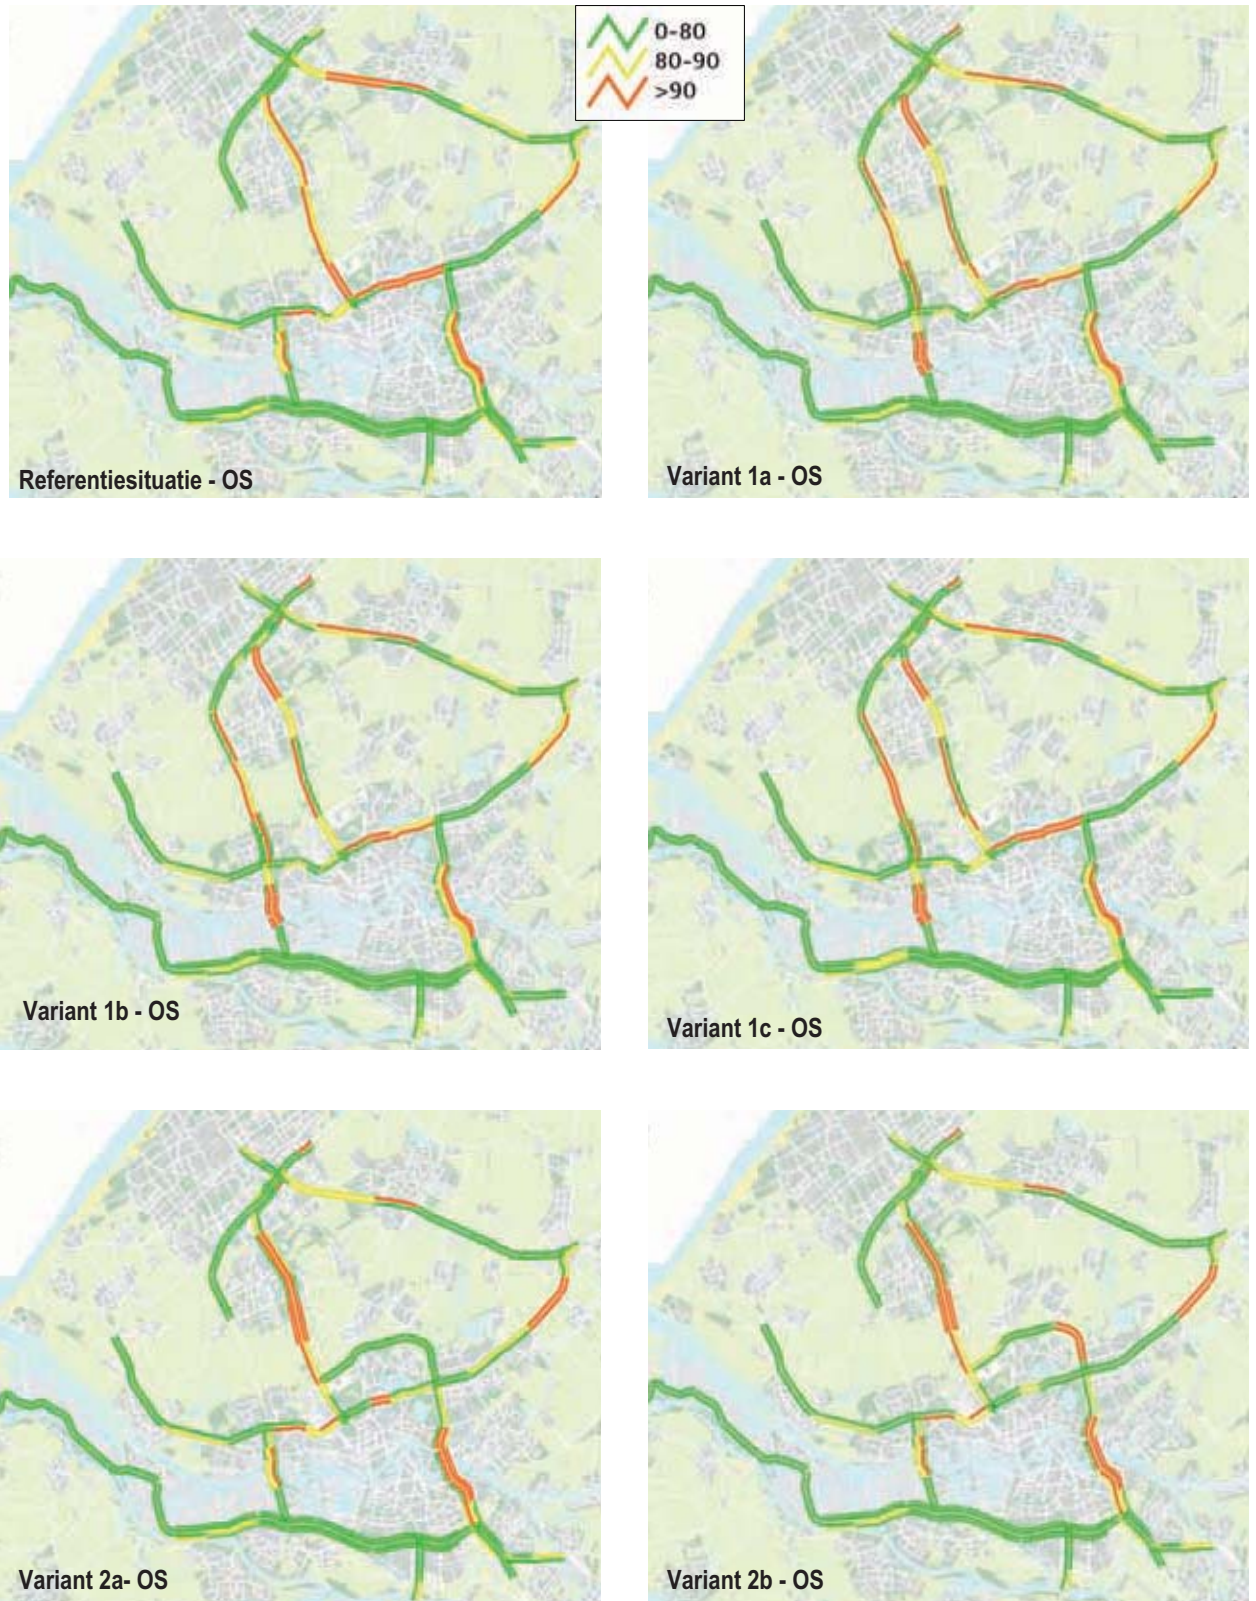 0-80
80-90
>90
Referentiesituatie - OS
Variant 1a - OS
Variant 1b - OS
Variant 1c - OS
Variant 2a- OS
Variant 2b - OS